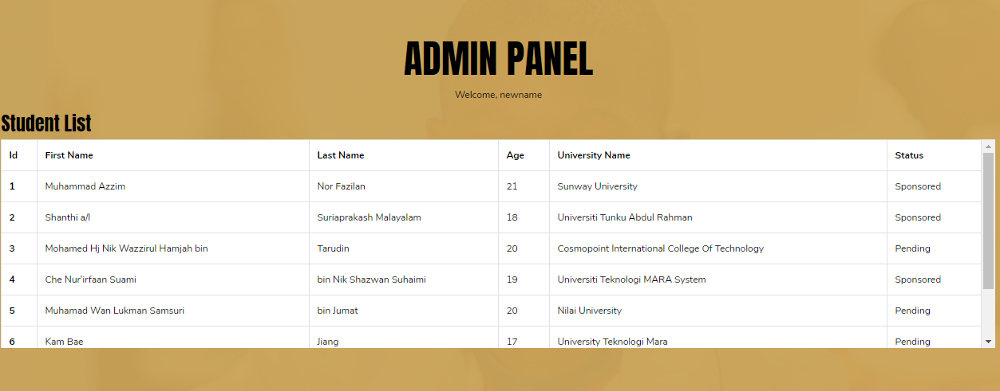 ADMIN PANEL
Welcome, newname
Student List
Id First Name Last Name Age University Name Status
1 Muhammad Azzim Nor Fazilan 21 Sunway University Sponsored
2 Shanthi a/l Suriaprakash Malayalam 18 Universiti Tunku Abdul Rahman Sponsored
3 Mohamed Hj Nik Wazzirul Hamjah bin Tarudin 20 Cosmopoint International College Of Technology Pending
4 Che Nur'irfaan Suami bin Nik Shazwan Suhaimi 19 Universiti Teknologi MARA System Sponsored
5 Muhamad Wan Lukman Samsuri bin Jumat 20 Nilai University Pending
6 Kam Bae Jiang 17 University Teknologi Mara Pending